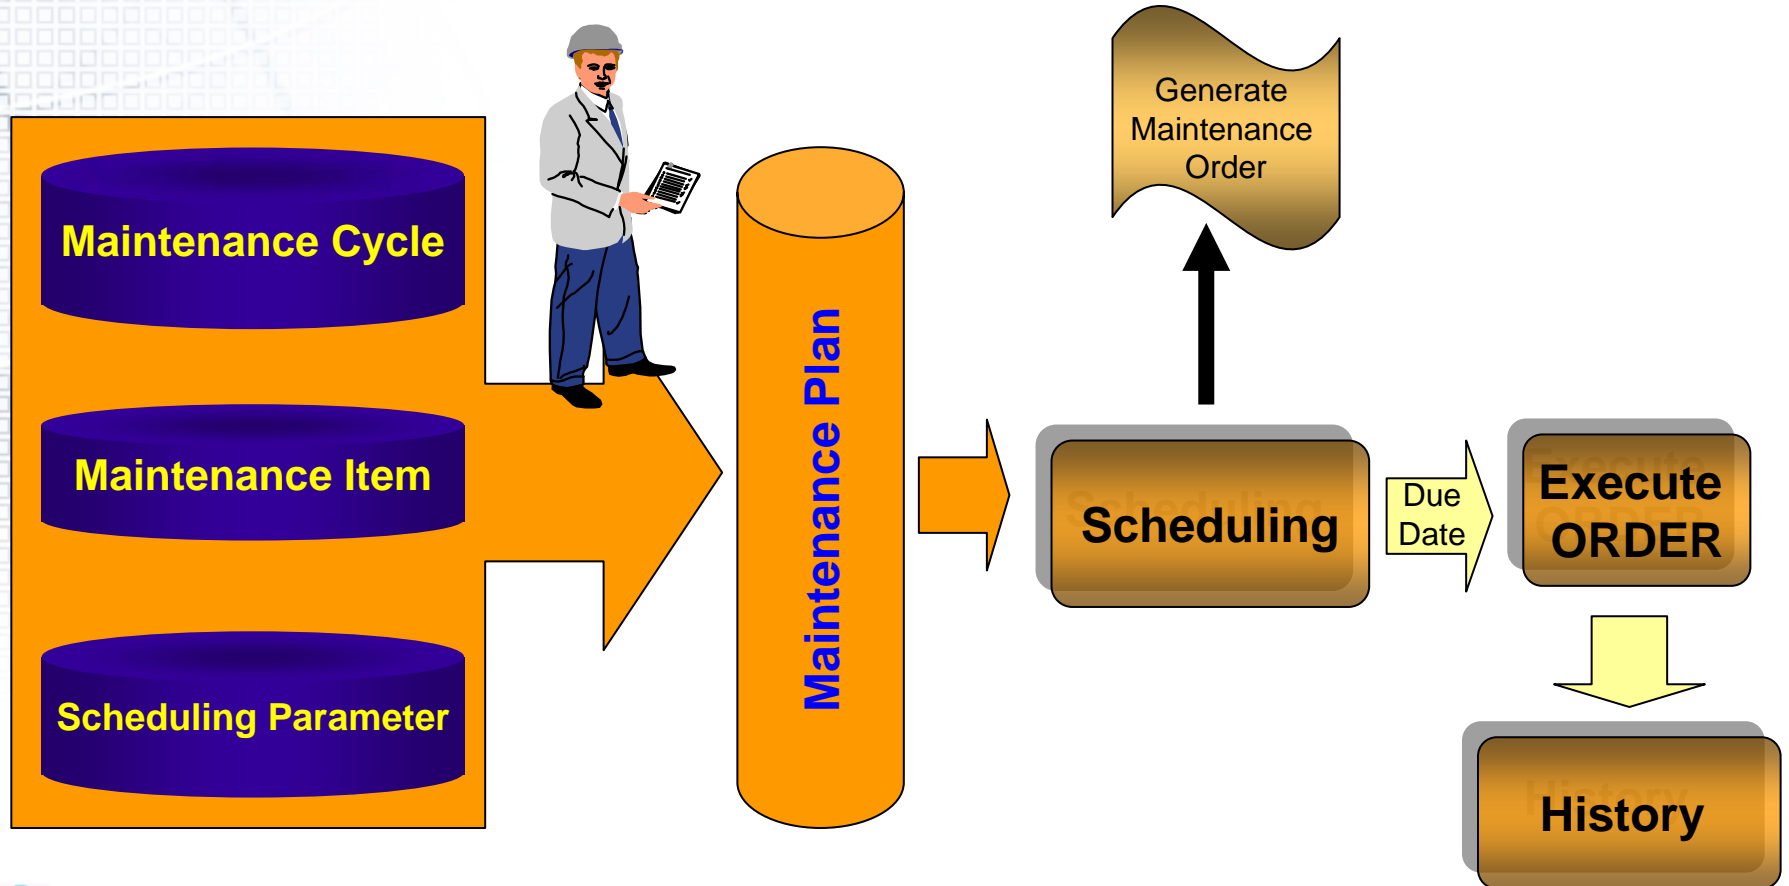 Maintenance Cycle
Maintenance Item
Scheduling Parameter
Maintenance Plan
Generate
Maintenance
Order
Scheduling
Due
Date
Execute
ORDER
History